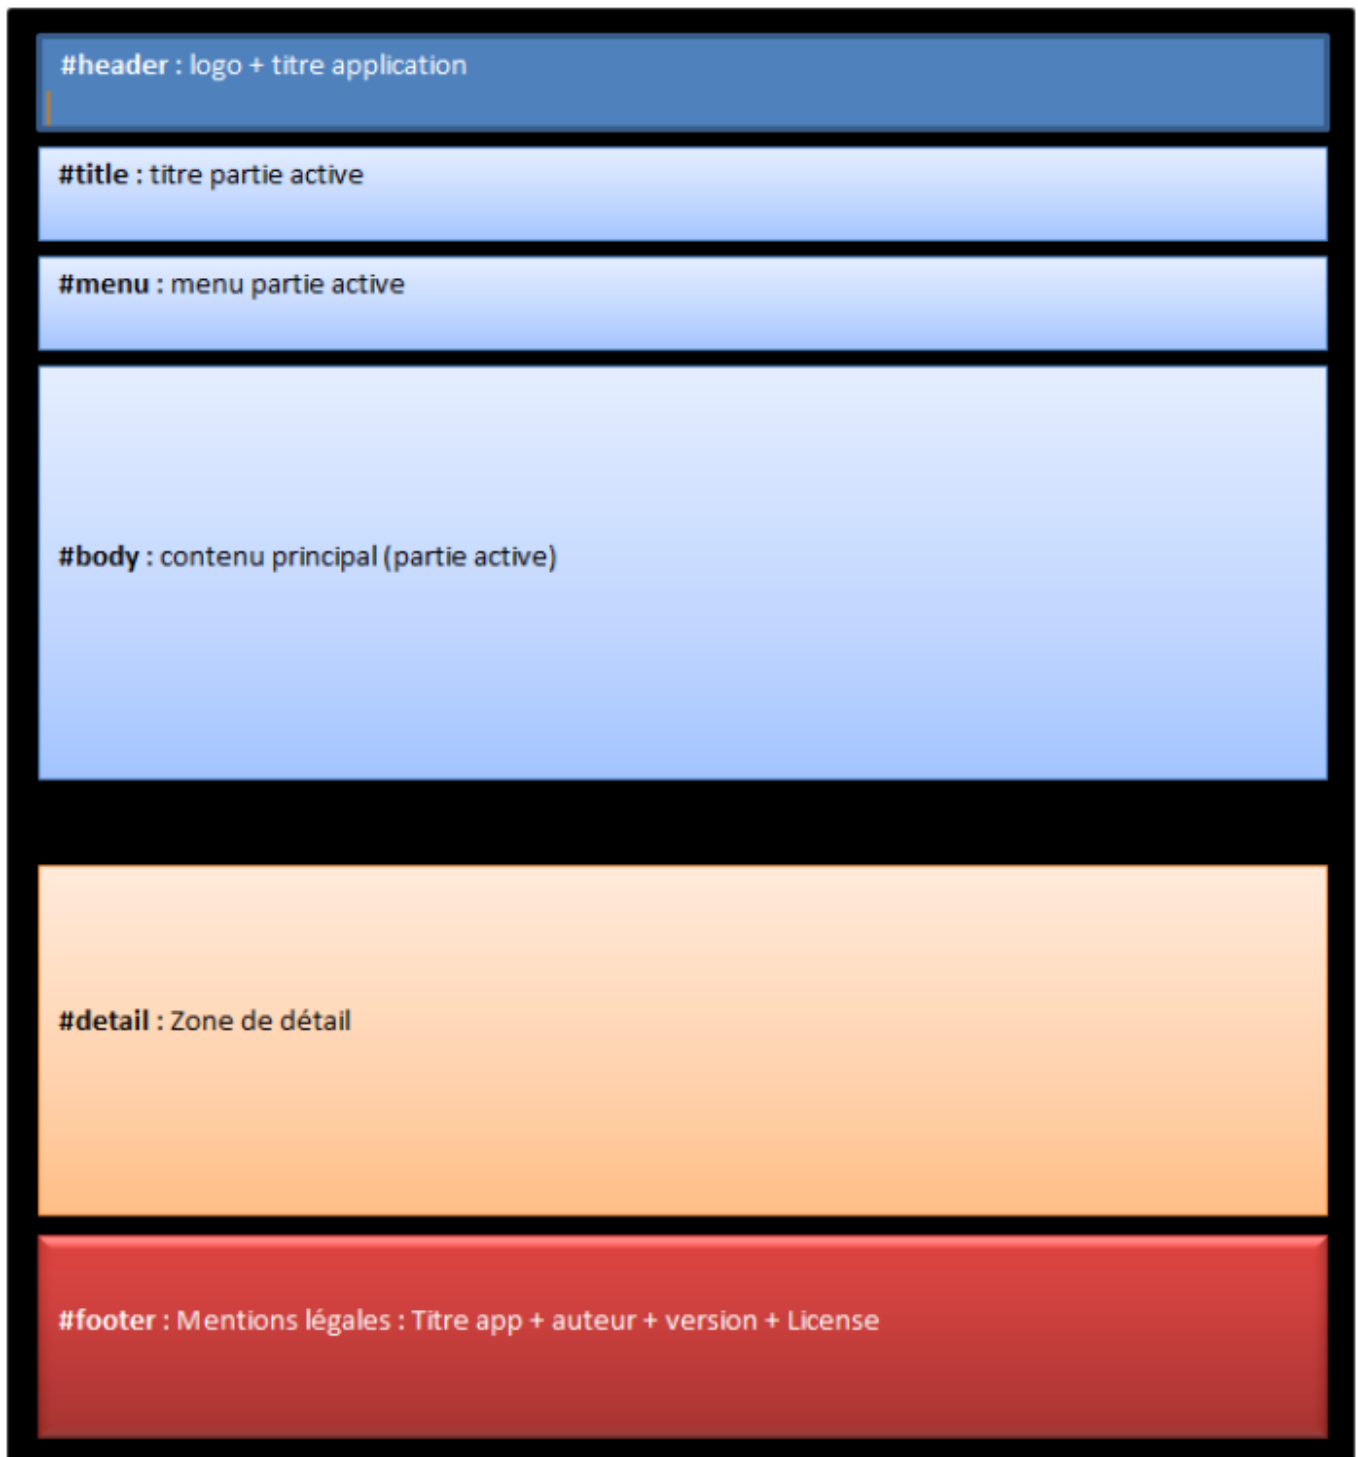 #header : logo + titre application
#title : titre partie active
#menu : menu partie active
#body : contenu principal (partie active)
#detail : Zone de détail
#footer : Mentions légales : Titre app + auteur + version + License